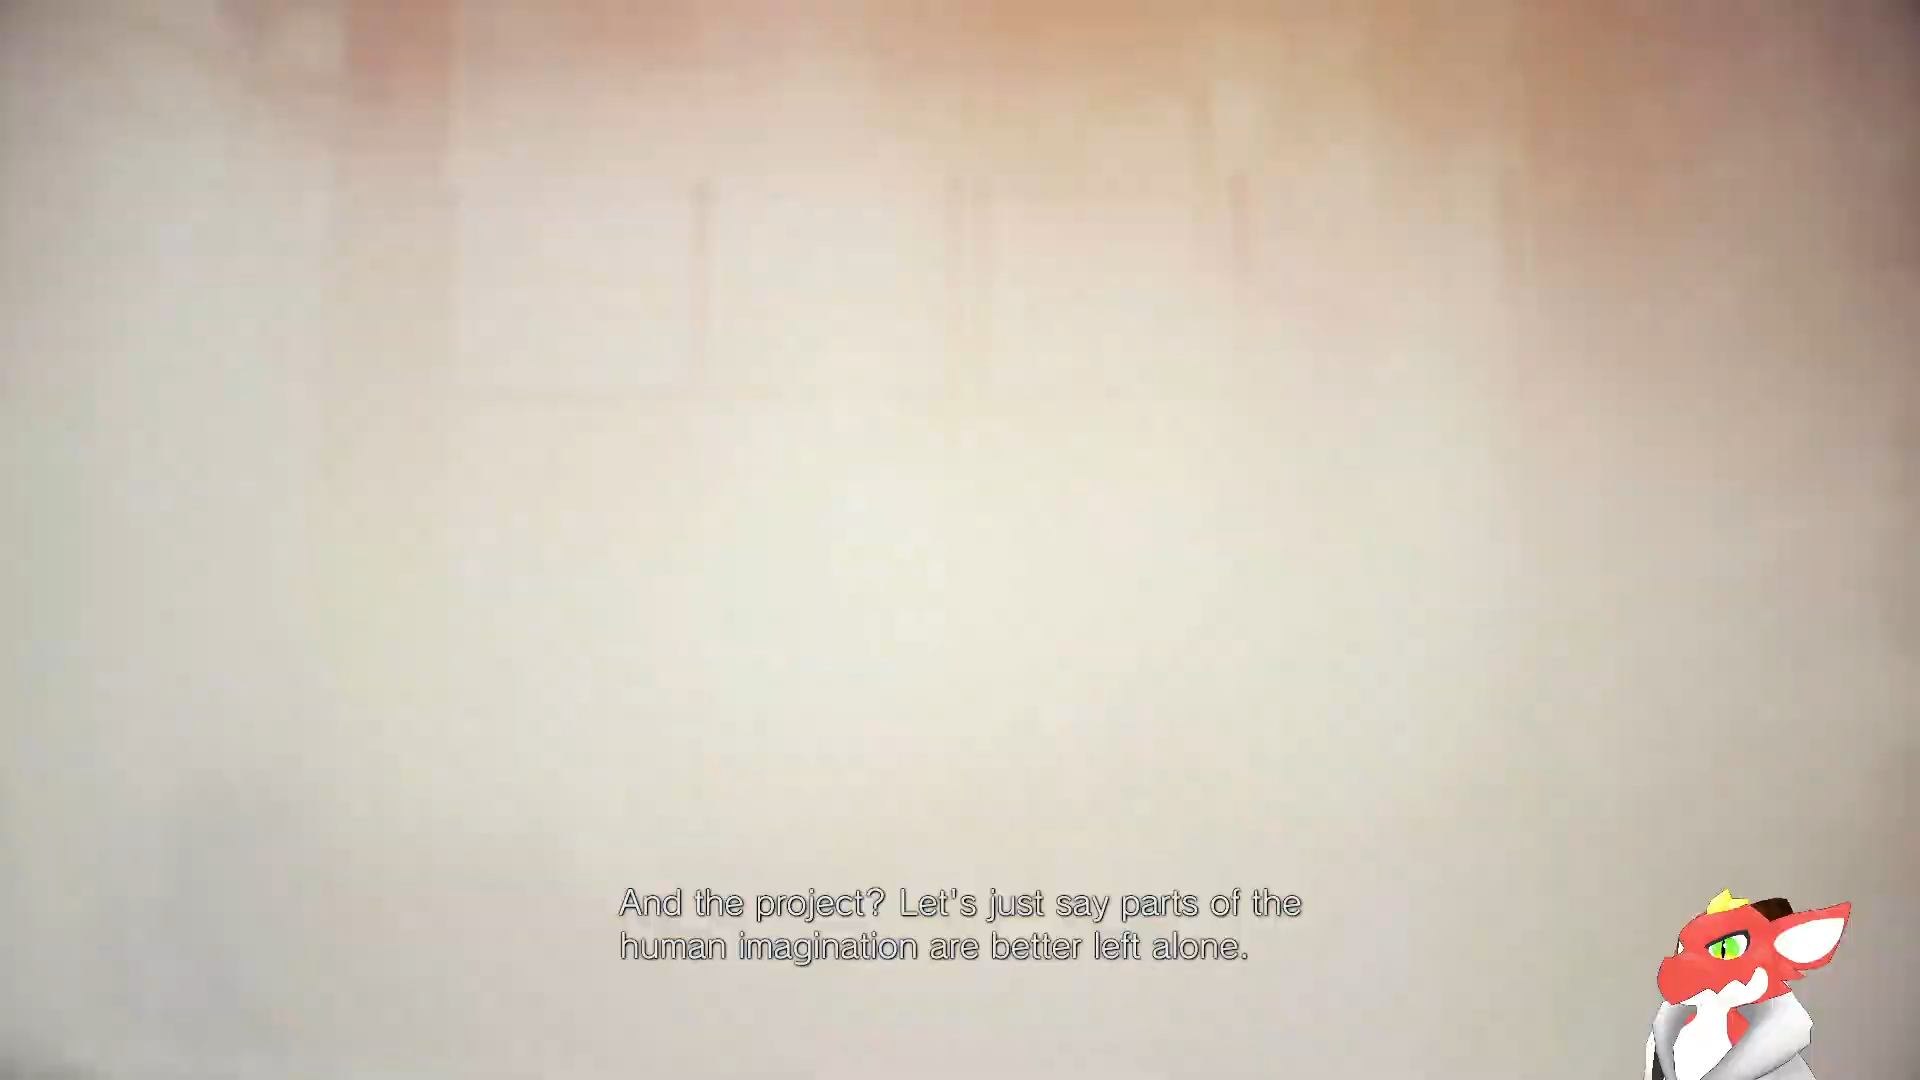 And the project? Let's just say parts of the
human imagination are better left alone.